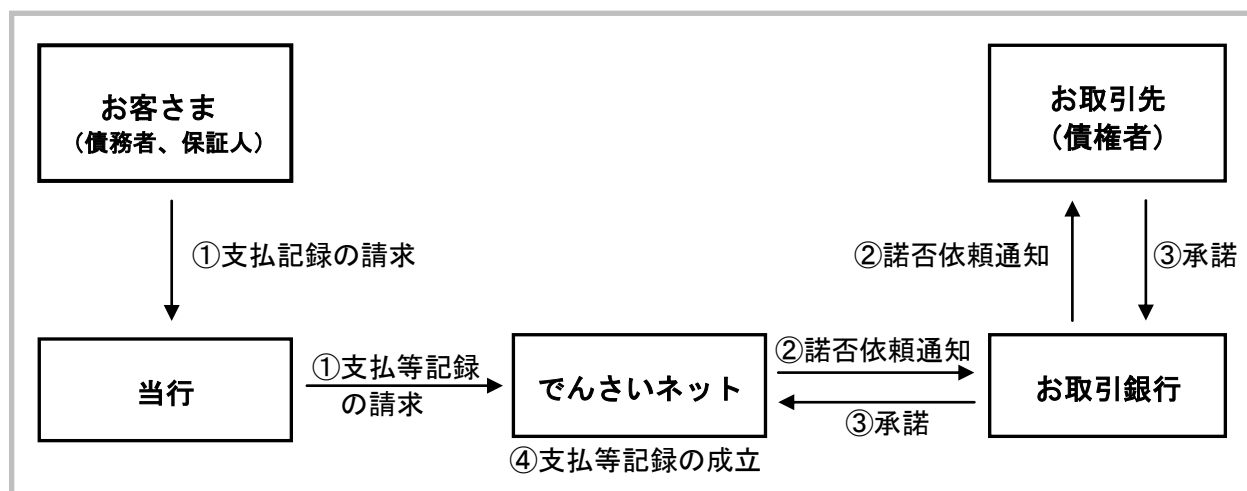 お客さま
（債務者、保証人）
お取引先
（債権者）
①支払記録の請求
②諾否依頼通知
③承諾
当行
①支払等記録
の請求
でんさいネット
②諾否依頼通知
③承諾
お取引銀行
④支払等記録の成立